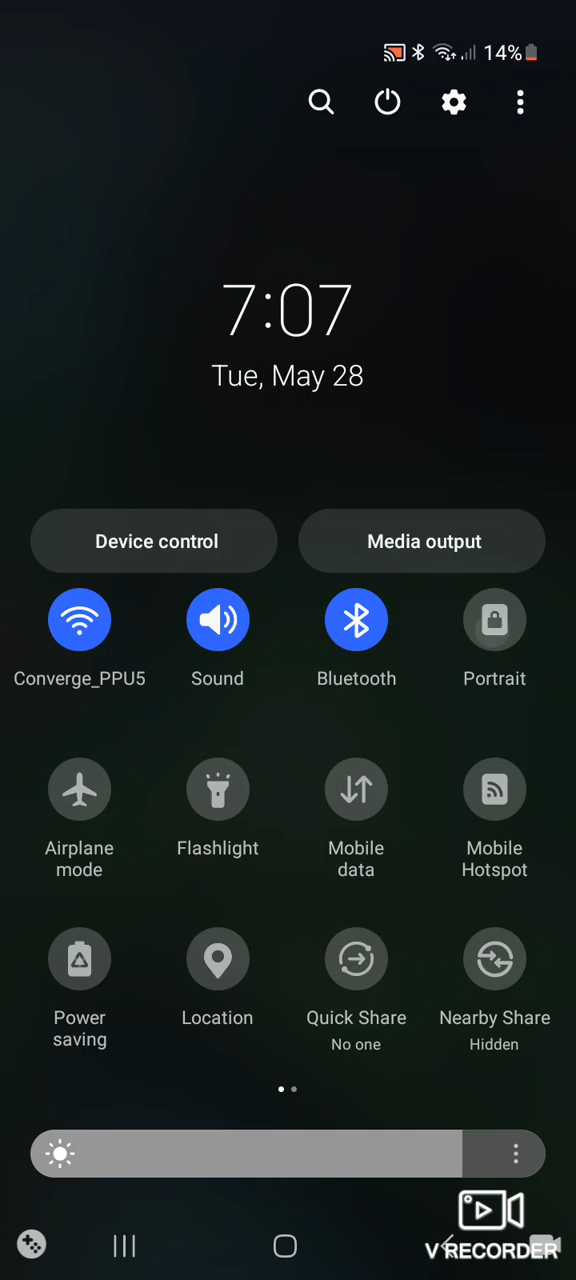 14%
7:07
Tue, May 28
Device control
Media output
Converge_PPU5
Sound
Bluetooth
Portrait
Airplane
mode
Flashlight
Mobile
data
Mobile
Hotspot
Power
saving
Location
Quick Share
No one
Nearby Share
Hidden
V RECORDER